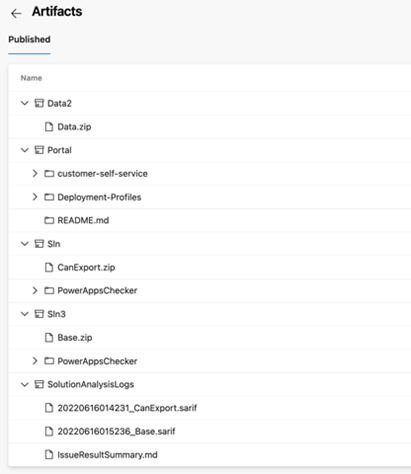 Artifacts
Published
Name
Data2
Data.zip
Portal
customer-self-service
Deployment-Profiles
README.md
Sln
CanExport.zip
PowerAppsChecker
Sln3
Base.zip
PowerAppsChecker
SolutionAnalysisLogs
20220616014231_CanExport.sarif
20220616015236_Base.sarif
IssueResultSummary.md